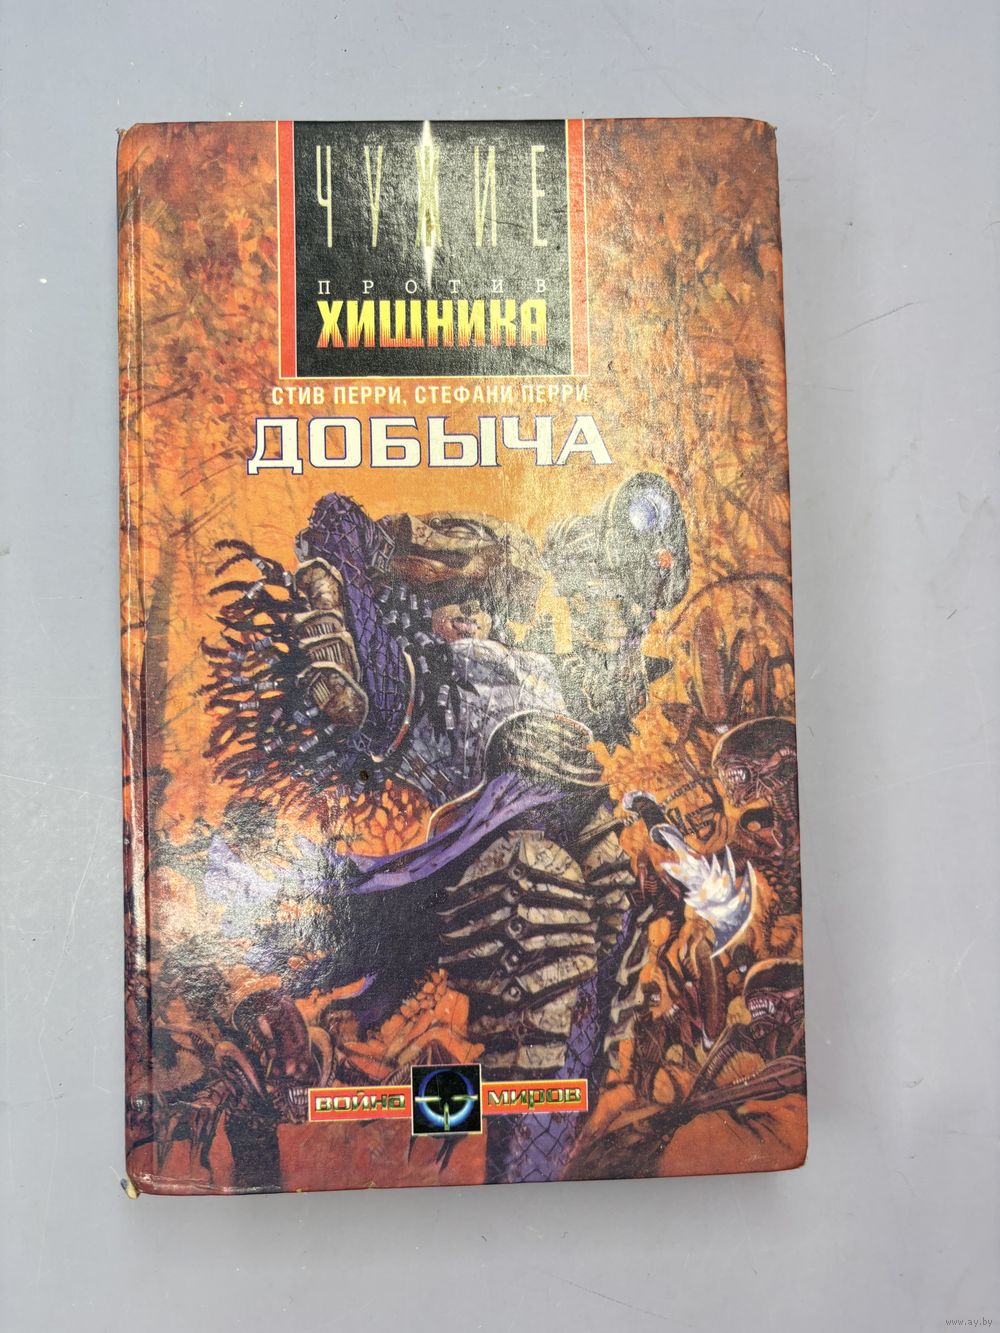 ЧУЖИЕ
ПРОТИВ
ХИЩНИКА
СТИВ ПЕРРИ, СТЕФАНИ ПЕРРИ
ДОБЫЧА
ВОЙНА МИРОВ
www.ay.by